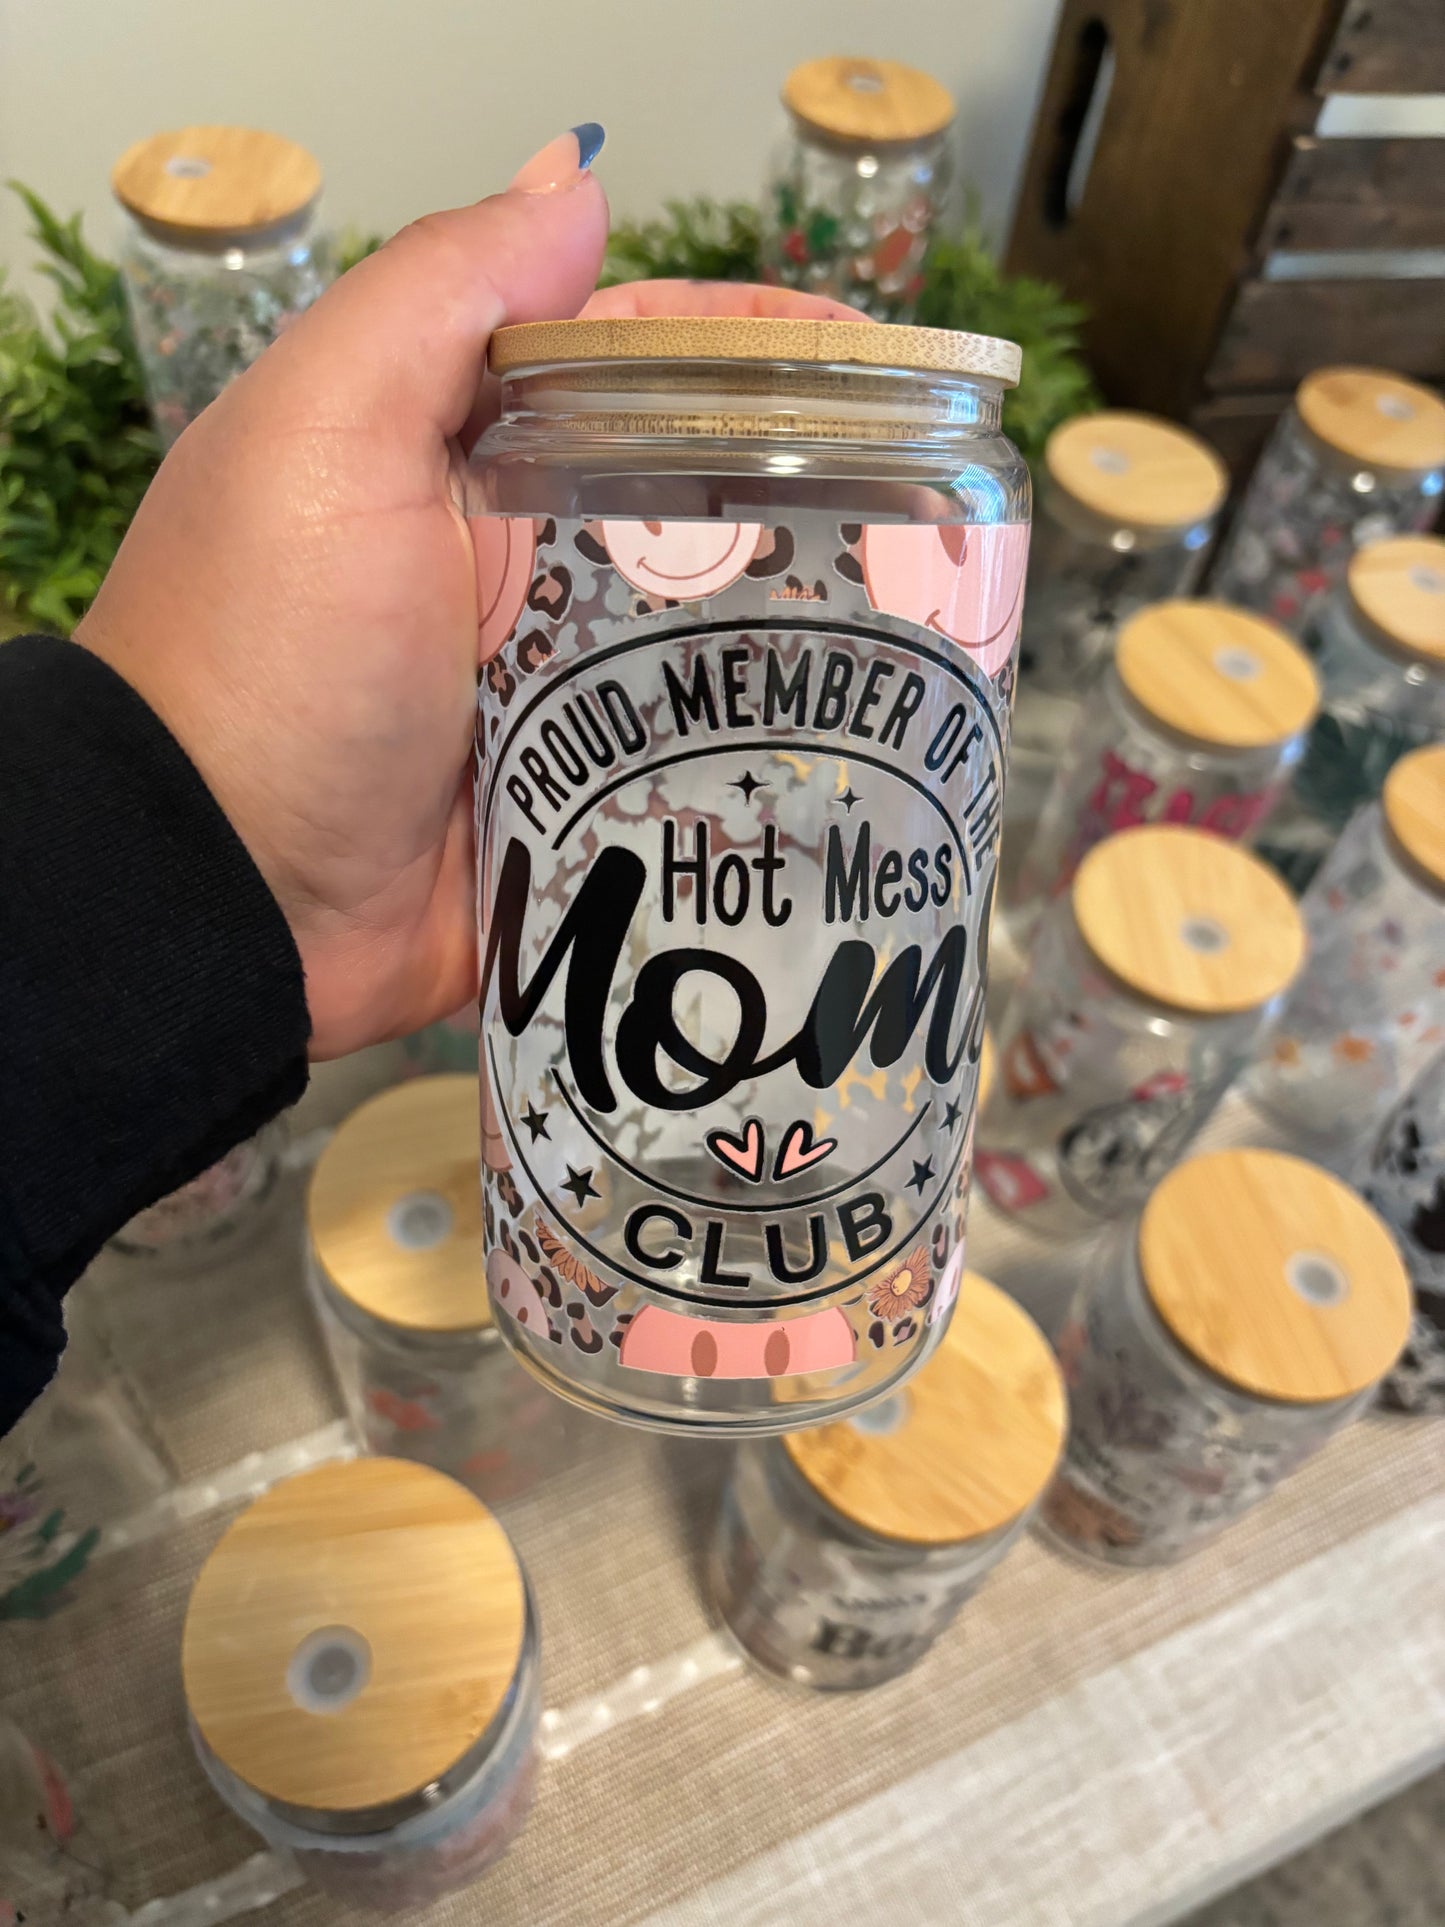 PROUD MEMBER OF THE
Hot Mess
Moms
CLUB